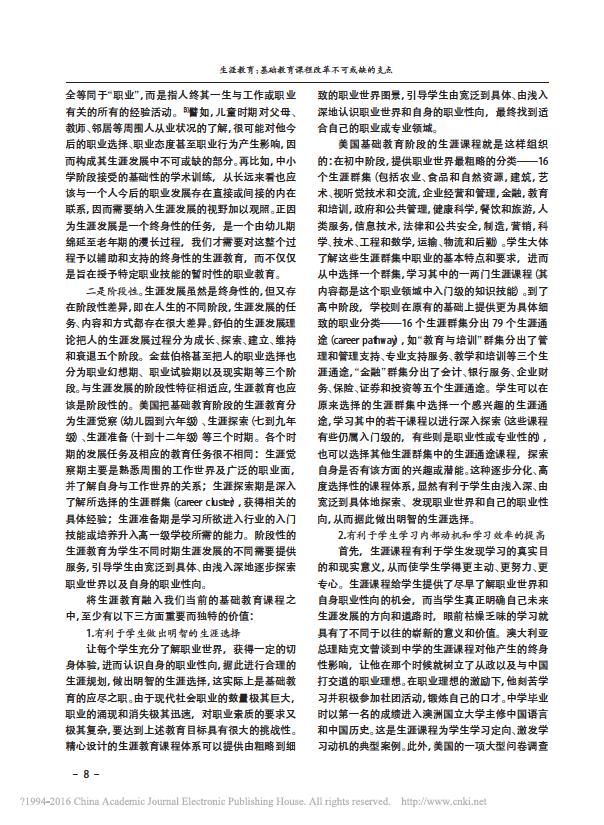 生涯教育：基础教育课程改革不可或缺的支点
全等同于“职业”，而是指人终其一生与工作或职业
有关的所有的经验活动。[8]譬如，儿童时期对父母、
教师、邻居等周围人从业状况的了解，很可能对他今
后的职业选择、职业态度甚至职业行为产生影响，因
而构成其生涯发展中不可或缺的部分。再比如，中小
学阶段接受的基础性的学术训练，从长远来看也应
该与一个人今后的职业发展存在直接或间接的内在
联系，因而需要纳入生涯发展的视野加以观照。正因
为生涯发展是一个终身性的任务，是一个由幼儿期
绵延至老年期的漫长过程，我们才需要对这整个过
程予以辅助和支持的终身性的生涯教育，而不仅仅
是旨在授予特定职业技能的暂时性的职业教育。
二是阶段性。生涯发展虽然是终身性的，但又存
在阶段性差异，即在人生的不同阶段，生涯发展的任
务、内容和方式都存在很大差异。舒伯的生涯发展理
论把人的生涯发展过程分为成长、探索、建立、维持
和衰退五个阶段。金兹伯格甚至把人的职业选择也
分为职业幻想期、职业试验期以及现实期等三个阶
段。与生涯发展的阶段性特征相适应，生涯教育也应
该是阶段性的。美国把基础教育阶段的生涯教育分
为生涯觉察（幼儿园到六年级）、生涯探索（七到九年
级）、生涯准备（十到十二年级）等三个时期。各个时
期的发展任务及相应的教育任务很不相同：生涯觉
察期主要是熟悉周围的工作世界及广泛的职业面，
并了解自身与工作世界的关系；生涯探索期是深入
了解所选择的生涯群集（career cluster），获得相关的
具体经验；生涯准备期是学习所欲进入行业的入门
技能或培养升入高一级学校所需的能力。阶段性的
生涯教育为学生不同时期生涯发展的不同需要提供
服务，引导学生由宽泛到具体、由浅入深地逐步探索
职业世界以及自身的职业性向。
将生涯教育融入我们当前的基础教育课程之
中，至少有以下三方面重要而独特的价值：
1.有利于学生做出明智的生涯选择
让每个学生充分了解职业世界，获得一定的切
身体验，进而认识自身的职业性向，据此进行合理的
生涯规划，做出明智的生涯选择，这实际上是基础教
育的应尽之职。由于现代社会职业的数量极其巨大，
职业的涌现和消失极其迅速，对职业素质的要求又
极其复杂，要达到上述教育目标具有很大的挑战性。
精心设计的生涯教育课程体系可以提供由粗略到细
致的职业世界图景，引导学生由宽泛到具体、由浅入
深地认识职业世界和自身的职业性向，最终找到适
合自己的职业或专业领域。
美国基础教育阶段的生涯课程就是这样组织
的：在初中阶段，提供职业世界最粗略的分类——16
个生涯群集（包括农业、食品和自然资源，建筑，艺
术、视听觉技术和交流，企业经营和管理，金融，教育
和培训，政府和公共管理，健康科学，餐饮和旅游，人
类服务，信息技术，法律和公共安全，制造，营销，科
学、技术、工程和数学，运输、物流和后勤）。学生大体
了解这些生涯群集中职业的基本特点和要求，进而
从中选择一个群集，学习其中的一两门生涯课程（其
内容都是这个职业领域中入门级的知识技能）。到了
高中阶段，学校则在原有的基础上提供更为具体细
致的职业分类——16个生涯群集分出79个生涯通
途（career pathway），如“教育与培训”群集分出了管
理和管理支持、专业支持服务、教学和培训等三个生
涯通途，“金融”群集分出了会计、银行服务、企业财
务、保险、证券和投资等五个生涯通途。学生可以在
原来选择的生涯群集中选择一个感兴趣的生涯通
途，学习其中的若干课程以进行深入探索（这些课程
有些仍属入门级的，有些则是职业性或专业性的），
也可以选择其他生涯群集中的生涯通途课程，探索
自身是否有该方面的兴趣或潜能。这种逐步分化、高
度选择性的课程体系，显然有利于学生由浅入深、由
宽泛到具体地探索、发现职业世界和自己的职业性
向，从而据此做出明智的生涯选择。
2.有利于学生学习内部动机和学习效率的提高
首先，生涯课程有利于学生发现学习的真实目
的和现实意义，从而使学生学得更主动、更努力、更
专心。生涯课程给学生提供了尽早了解职业世界和
自身职业性向的机会，而当学生真正明确自己未来
生涯发展的方向和道路时，眼前枯燥乏味的学习就
具有了不同于以往的崭新的意义和价值。澳大利亚
总理陆克文曾谈到中学的生涯课程对他产生的终身
性影响，让他在那个时候就树立了从政以及与中国
打交道的职业理想。在职业理想的激励下，他刻苦学
习并积极参加社团活动，锻炼自己的口才。中学毕业
时以第一名的成绩进入澳洲国立大学主修中国语言
和中国历史。这是生涯课程为学生学习定向、激发学
习动机的典型案例。此外，美国的一项大型问卷调查
- 8 -
?1994-2016 China Academic Journal Electronic Publishing House. All rights reserved. http://www.cnki.net